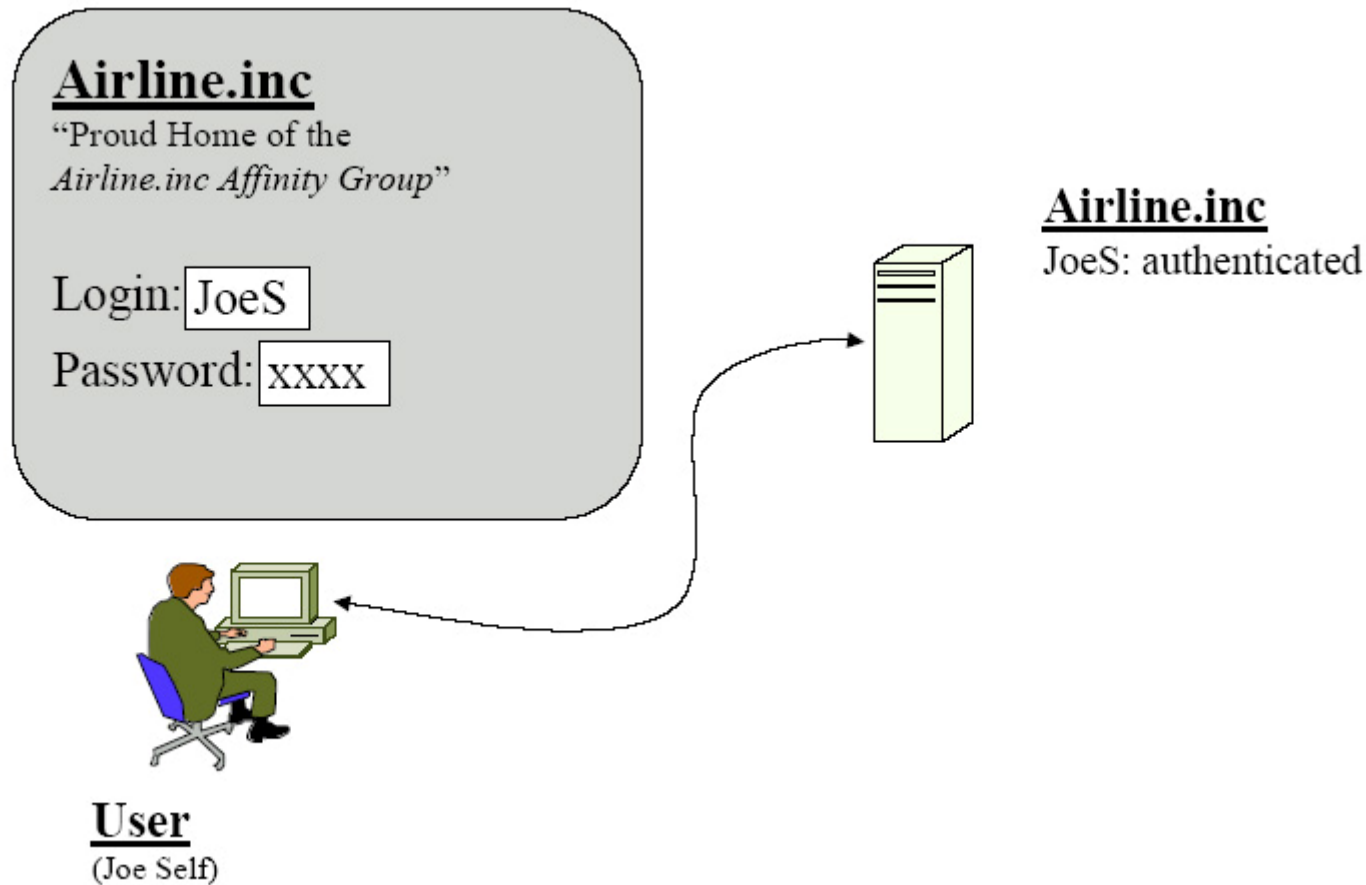 Airline.inc
“Proud Home of the
Airline.inc Affinity Group”
Login: JoeS
Password: xxxx
Airline.inc
JoeS: authenticated
User
(Joe Self)